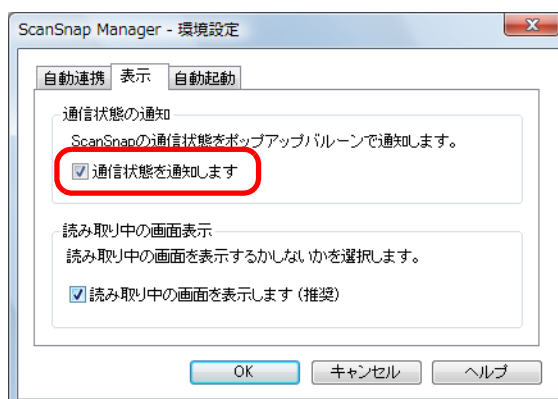 ScanSnap Manager - 環境設定
自動連携 表示 自動起動
通信状態の通知
ScanSnapの通信状態をポップアップバルーンで通知します。
通信状態を通知します
読み取り中の画面表示
読み取り中の画面を表示するかしないかを選択します。
読み取り中の画面を表示します(推奨)
OK キャンセル ヘルプ